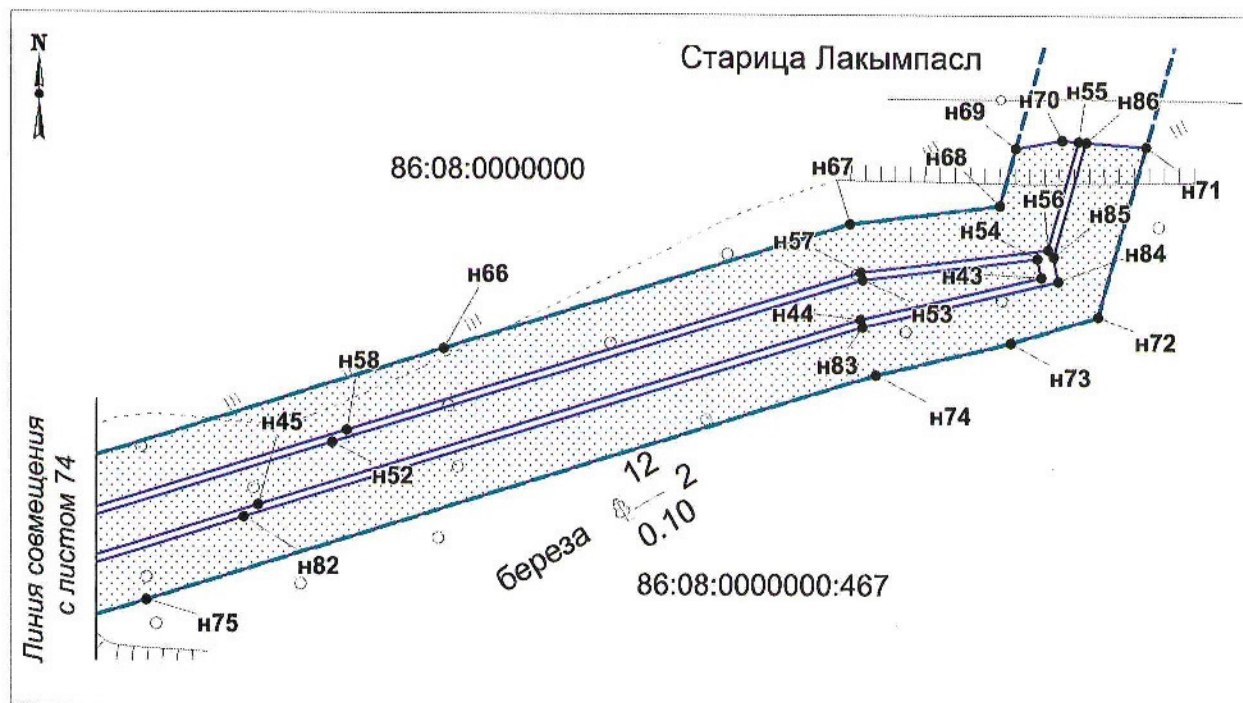 N
Старица Лакымпасл
н70
н55
н86
н69
86:08:0000000
н67
н68
н71
н56
н54
н85
н57
н43
н84
н66
н44
н53
н72
н58
н83
н73
н45
н74
н52
Линия совмещения
с листом 74
12
2
береза
0.10
н82
86:08:0000000:467
н75